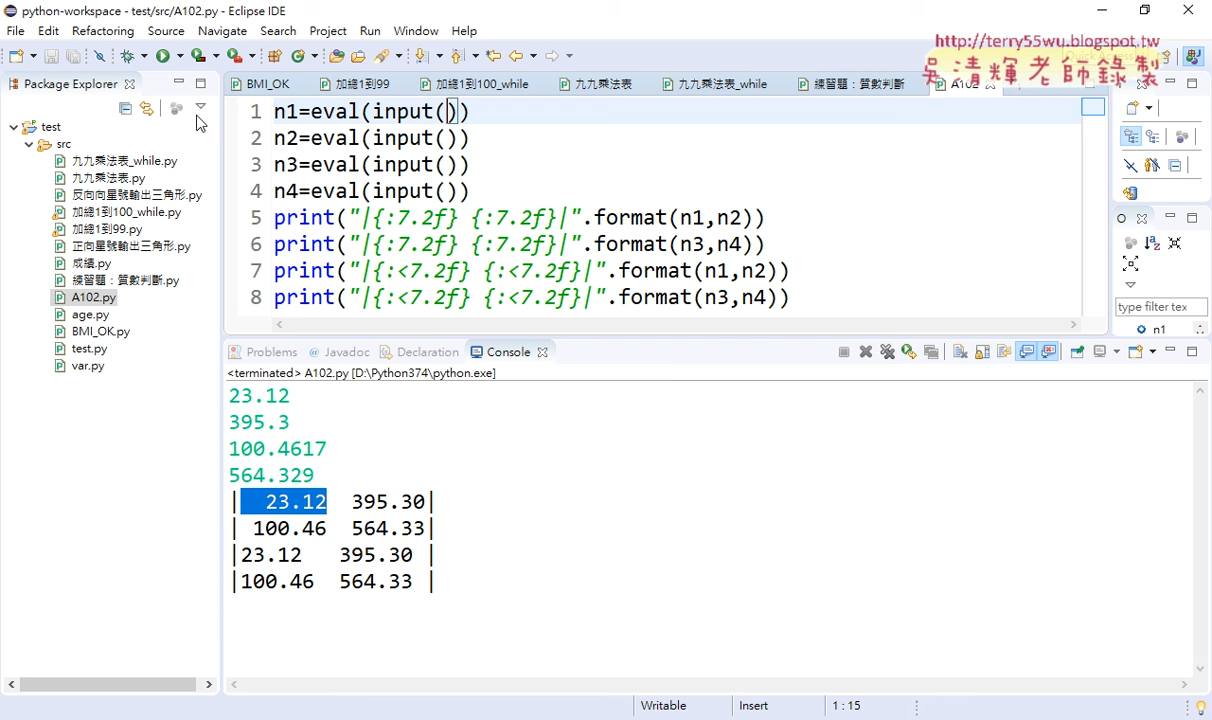 python-workspace - test/src/A102.py - Eclipse IDE
File Edit Refactoring Source Navigate Search Project Run Window Help
http://terry55wu.blogspot.tw
吳清輝老師錄製
Package Explorer
BMI_OK 加總1到99 加總1到100_while 九九乘法表 九九乘法表_while 練習題：質數判斷 A102
test
src
九九乘法表_while.py
九九乘法表.py
反向向星號輸出三角形.py
加總1到100_while.py
加總1到99.py
正向星號輸出三角形.py
成績.py
練習題：質數判斷.py
A102.py
age.py
BMI_OK.py
test.py
var.py
1 n1=eval(input())
2 n2=eval(input())
3 n3=eval(input())
4 n4=eval(input())
5 print("|{:7.2f} {:7.2f}|".format(n1,n2))
6 print("|{:7.2f} {:7.2f}|".format(n3,n4))
7 print("|{:<7.2f} {:<7.2f}|".format(n1,n2))
8 print("|{:<7.2f} {:<7.2f}|".format(n3,n4))
type filter tex
n1
Problems Javadoc Declaration Console
<terminated> A102.py [D:\Python374\python.exe]
23.12
395.3
100.4617
564.329
|  23.12  395.30|
| 100.46  564.33|
|23.12   395.30 |
|100.46  564.33 |
Writable Insert 1 : 15